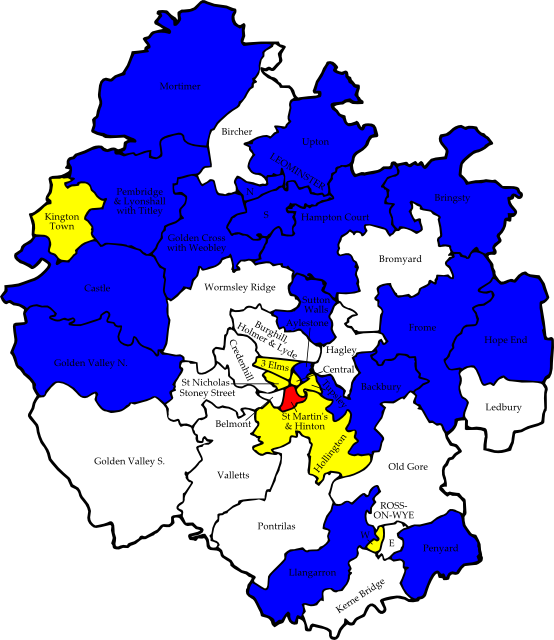 Mortimer
Bircher
Upton
LEOMINSTER
N
S
Pembridge
& Lyonshall
with Titley
Kington
Town
Golden Cross
with Weobley
Hampton Court
Bringsty
Bromyard
Castle
Wormsley Ridge
Sutton
Walls
Frome
Hope End
Golden Valley N.
Burghill,
Holmer & Lyde
Hagley
Credenhill
3 Elms
Central
Tupsley
Backbury
St Nicholas
Stoney Street
Ledbury
St Martin's
& Hinton
Belmont
Hollington
Golden Valley S.
Valletts
Old Gore
Pontrilas
ROSS-
ON-WYE
W
E
Penyard
Llangarron
Kerne Bridge